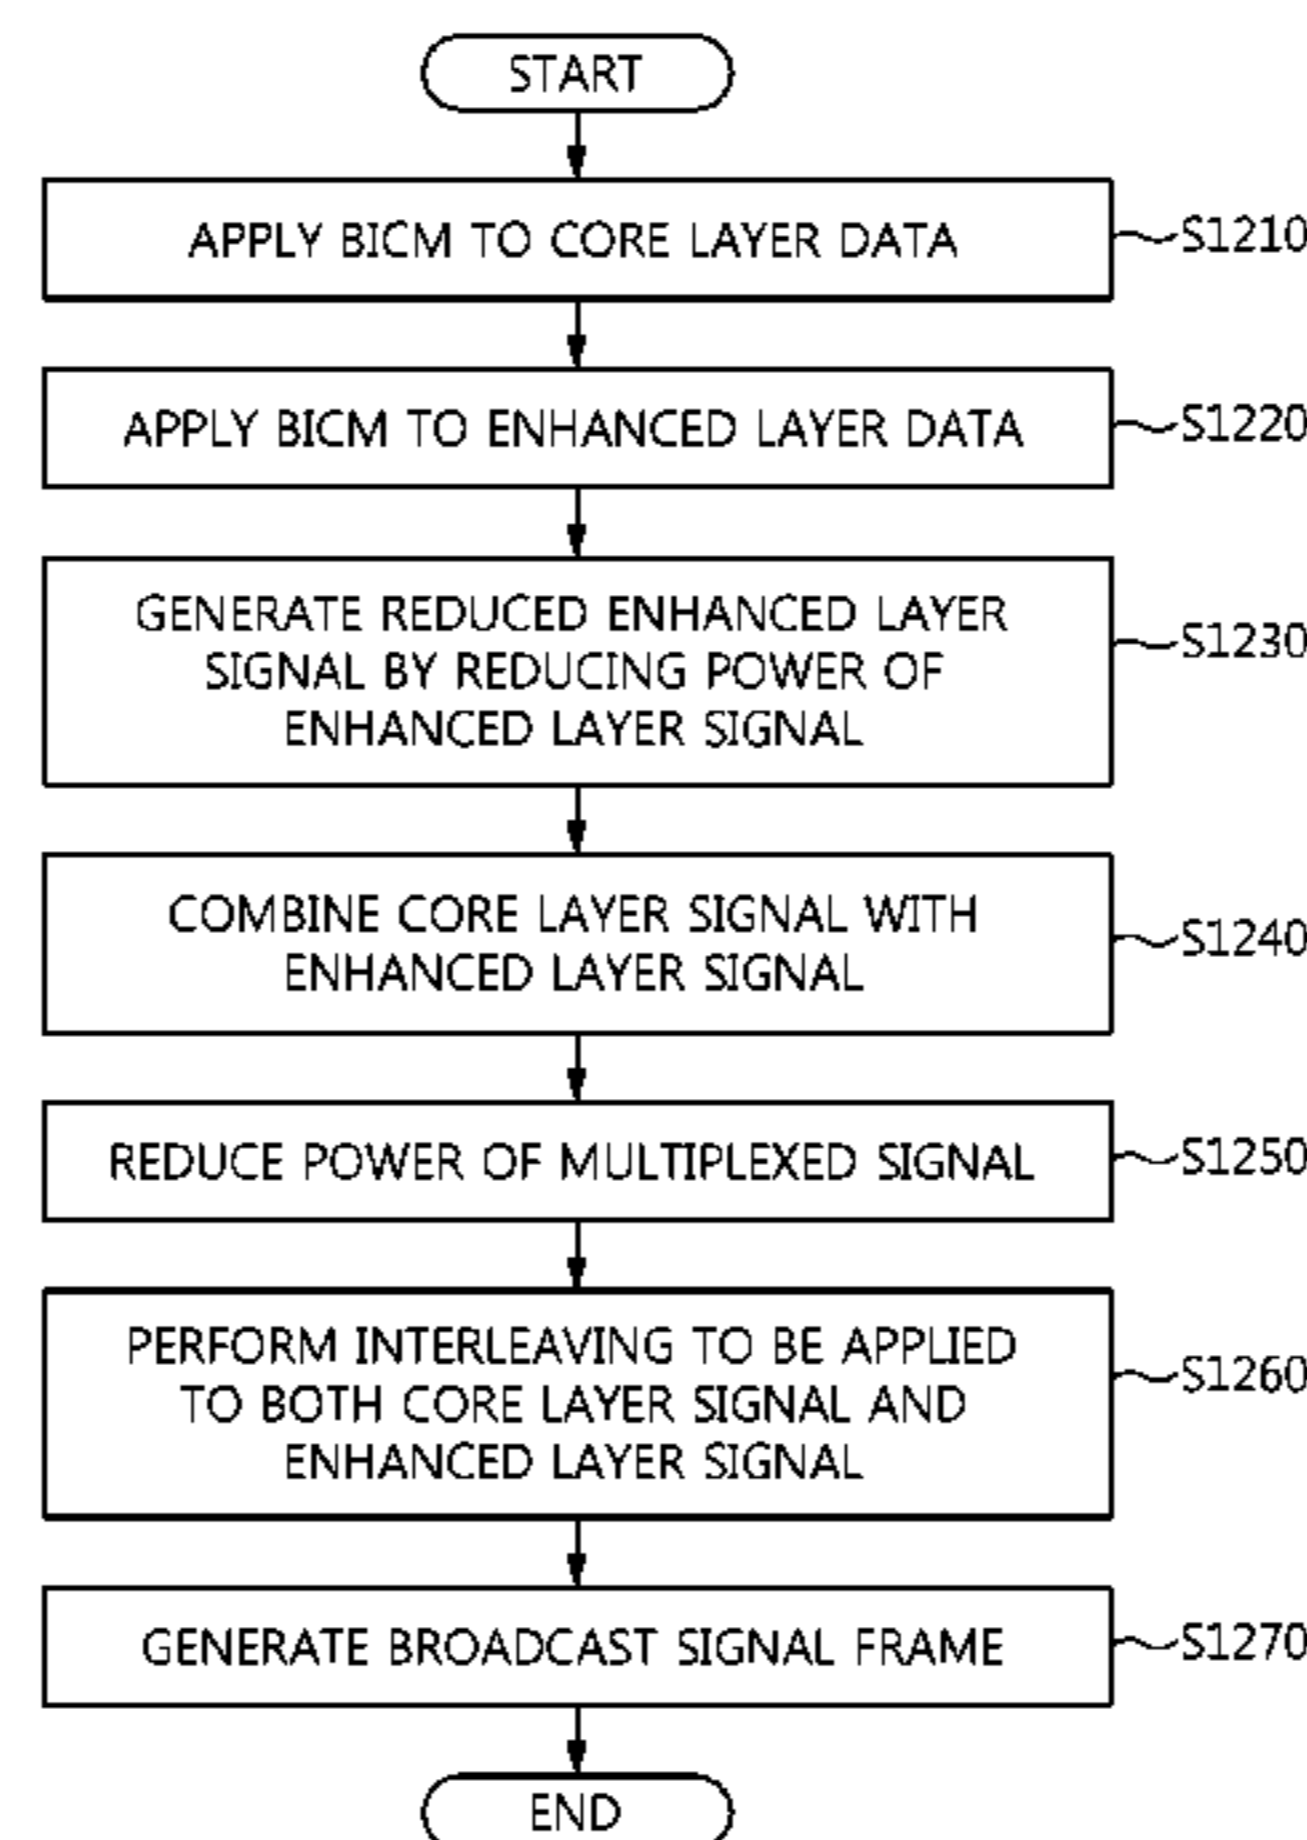 START
APPLY BICM TO CORE LAYER DATA
S1210
APPLY BICM TO ENHANCED LAYER DATA
S1220
GENERATE REDUCED ENHANCED LAYER
SIGNAL BY REDUCING POWER OF
ENHANCED LAYER SIGNAL
S1230
COMBINE CORE LAYER SIGNAL WITH
ENHANCED LAYER SIGNAL
S1240
REDUCE POWER OF MULTIPLEXED SIGNAL
S1250
PERFORM INTERLEAVING TO BE APPLIED
TO BOTH CORE LAYER SIGNAL AND
ENHANCED LAYER SIGNAL
S1260
GENERATE BROADCAST SIGNAL FRAME
S1270
END